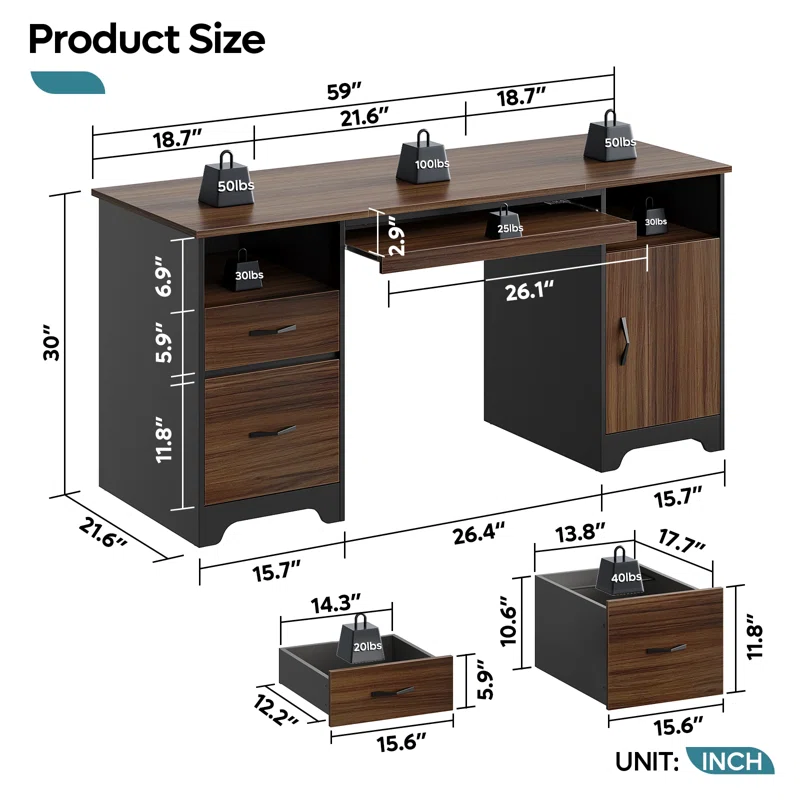 Product Size
59″
18.7″
21.6″
18.7″
50lbs
100lbs
50lbs
2.9″
25lbs
30lbs
30lbs
26.1″
6.9″
5.9″
11.8″
30″
21.6″
15.7″
26.4″
15.7″
14.3″
20lbs
12.2″
5.9″
15.6″
13.8″
17.7″
40lbs
10.6″
11.8″
15.6″
UNIT: INCH